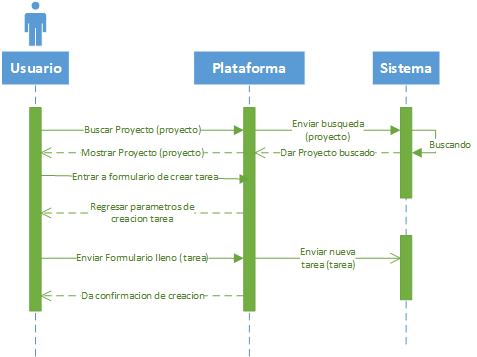 Usuario
Plataforma
Sistema
Buscar Proyecto (proyecto)
Enviar busqueda
(proyecto)
Buscando
Mostrar Proyecto (proyecto)
Dar Proyecto buscado
Entrar a formulario de crear tarea
Regresar parametros de
creacion tarea
Enviar Formulario lleno (tarea)
Enviar nueva
tarea (tarea)
Da confirmacion de creacion